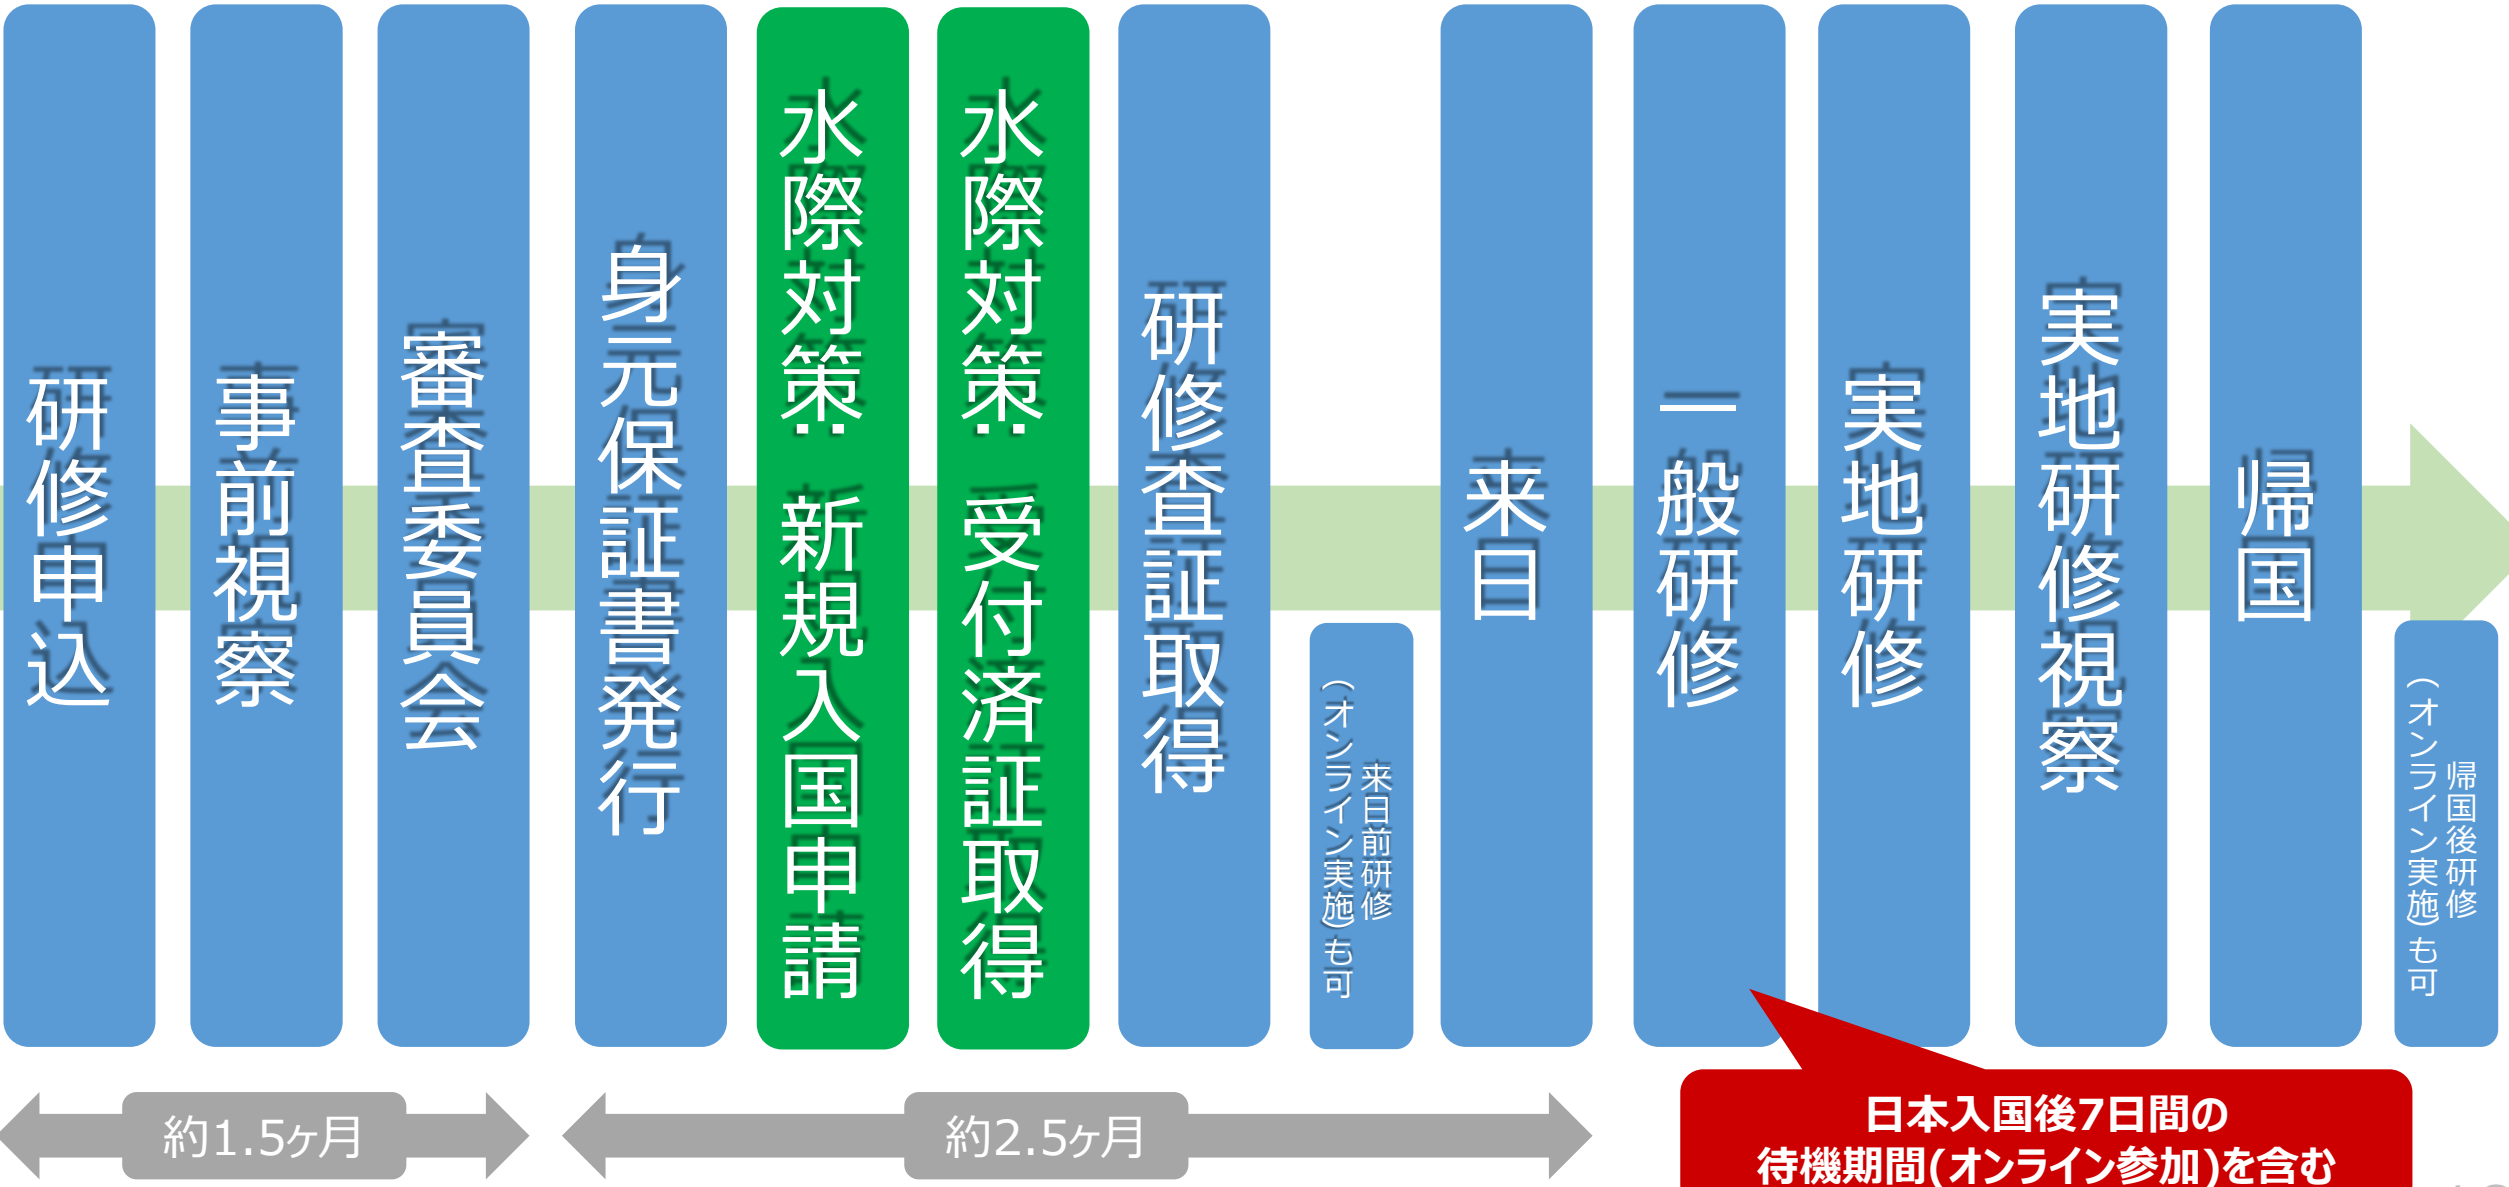 研修申込
事前視察
審査委員会
身元保証書発行
水際対策：新規入国申請
水際対策：受付済証取得
研修査証取得
来日前研修
（オンライン実施）も可
来日
一般研修
実地研修
実地研修視察
帰国
帰国後研修
（オンライン実施）も可
約1.5ヶ月
約2.5ヶ月
日本入国後7日間の
待機期間(オンライン参加)を含む